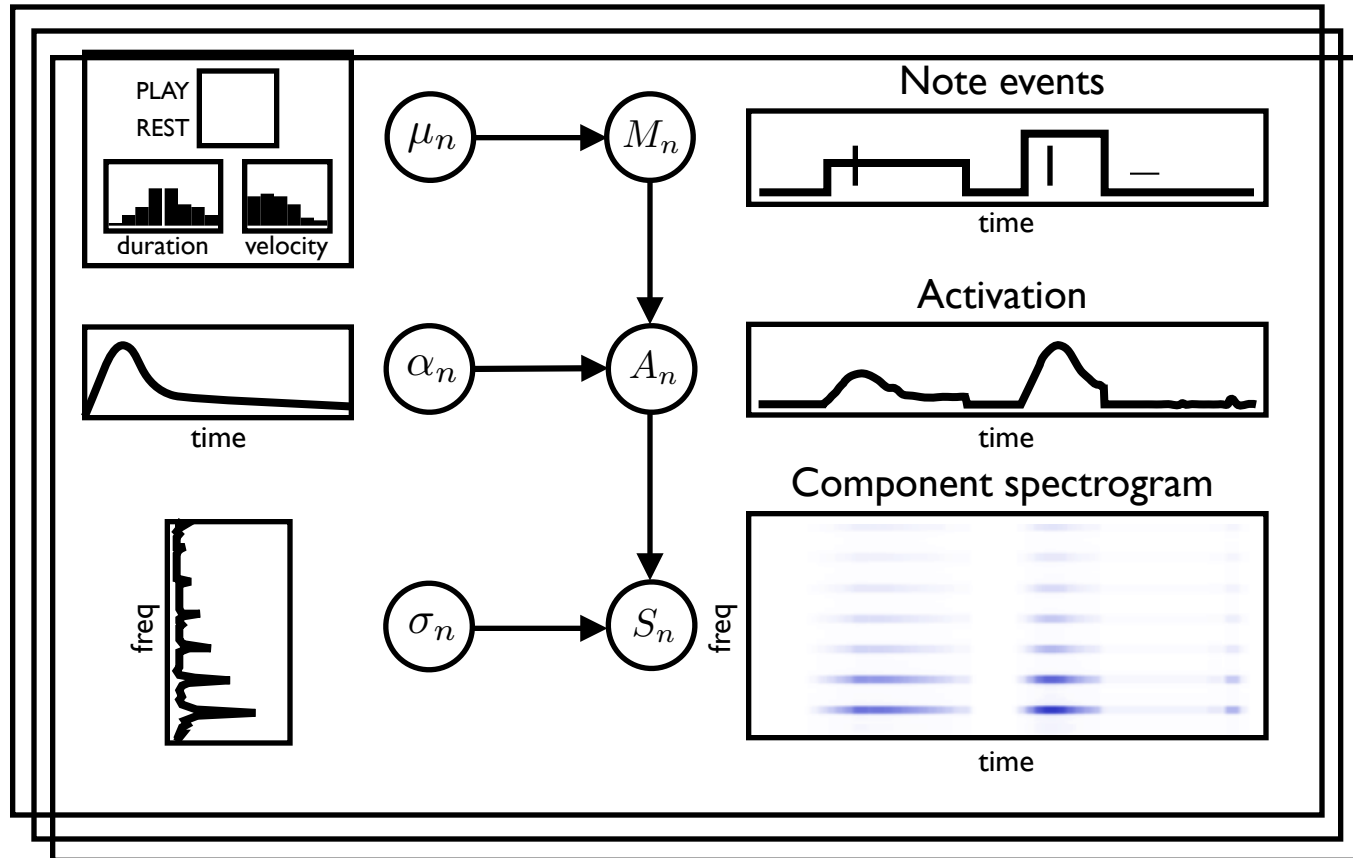 PLAY
REST
duration velocity
μₙ Mₙ
Note events
time
Activation
time
αₙ Aₙ
time
Component spectrogram
freq
σₙ Sₙ
freq
time